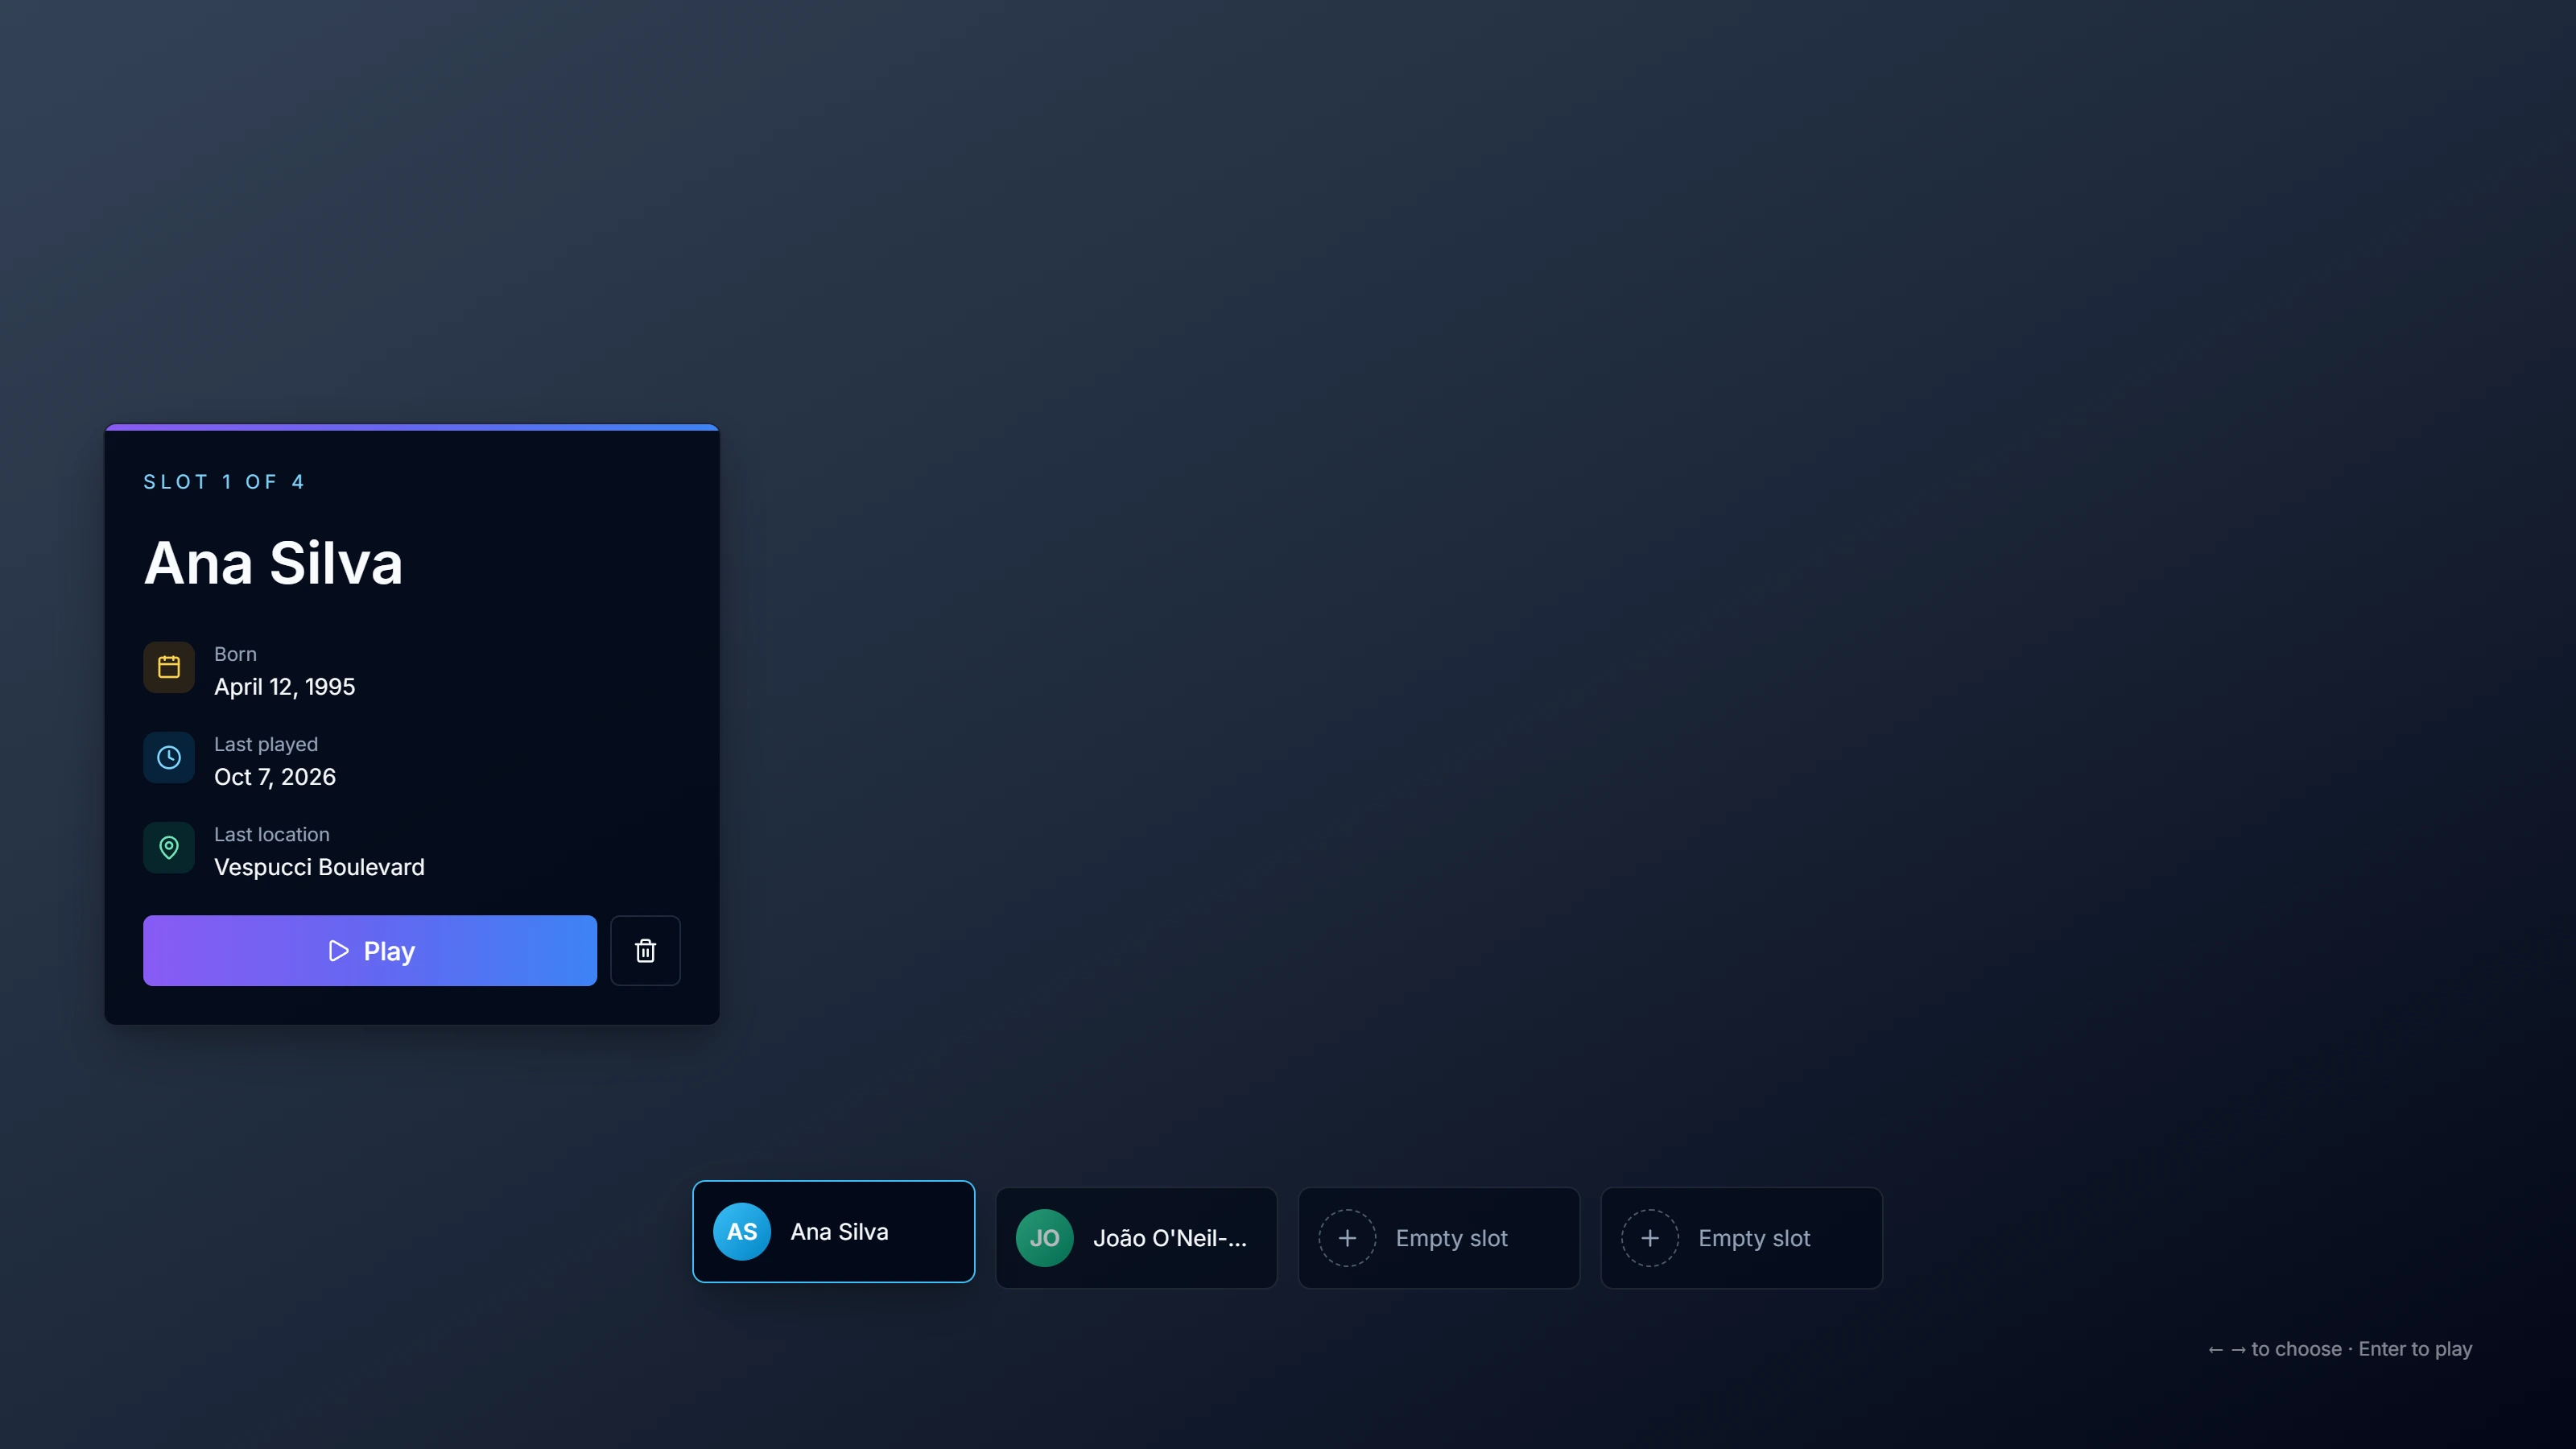 SLOT 1 OF 4
Ana Silva
Born
April 12, 1995
Last played
Oct 7, 2026
Last location
Vespucci Boulevard
Play
AS Ana Silva
JO João O'Neil-...
Empty slot
Empty slot
← → to choose · Enter to play